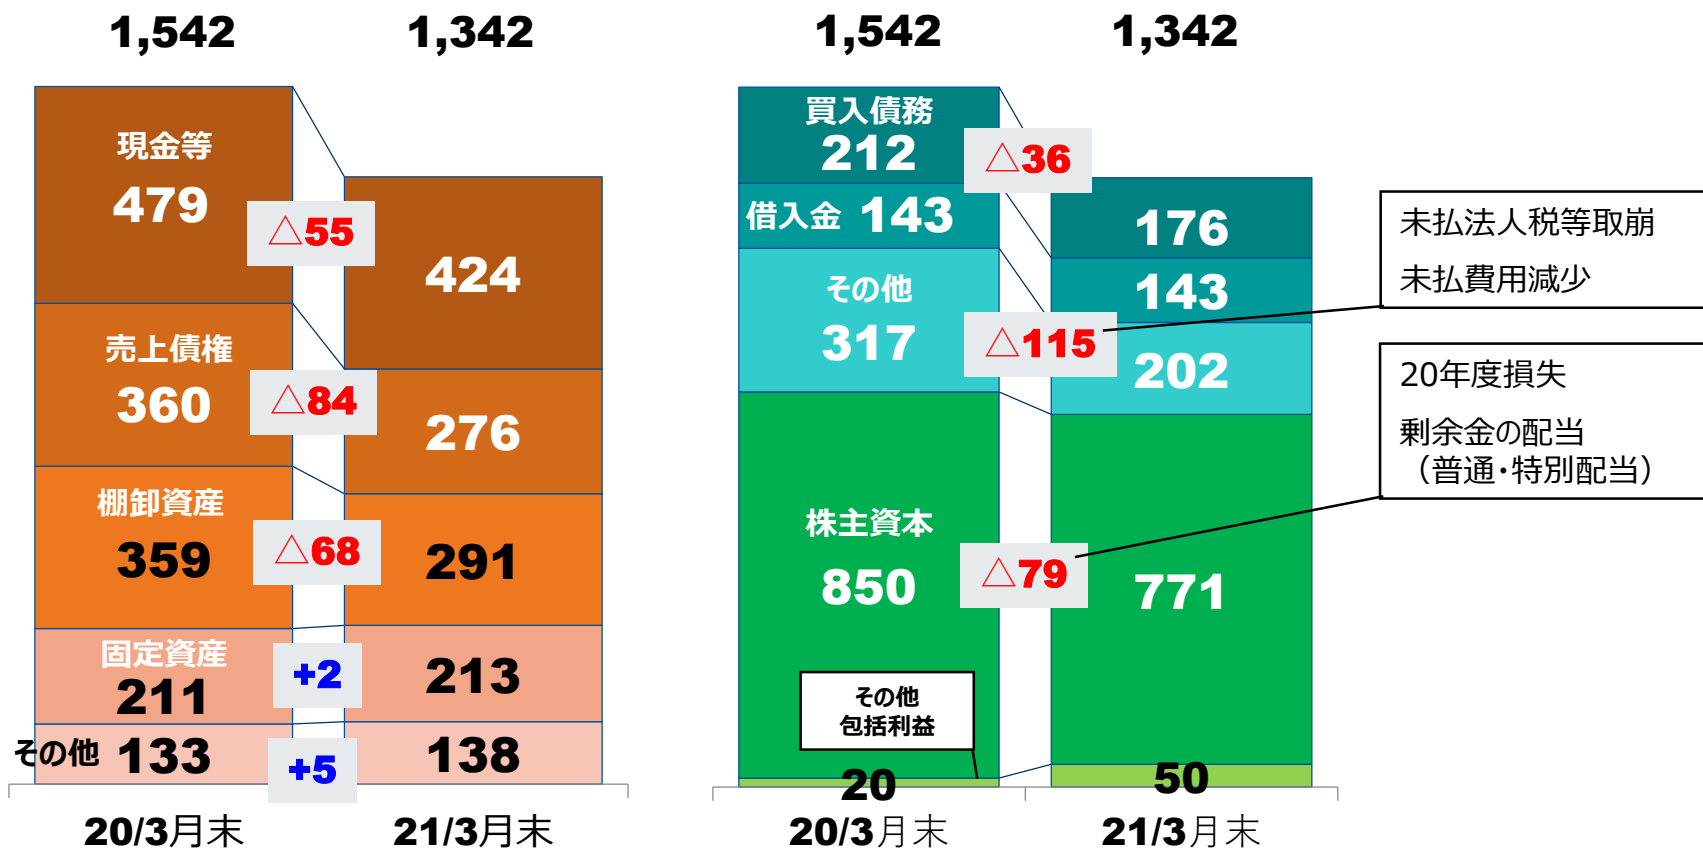 1,542
1,342
現金等
479
△55
424
売上債権
360
△84
276
棚卸資産
359
△68
291
固定資産
211
+2
213
その他 133
+5
138
20/3月末
21/3月末
1,542
1,342
買入債務
212
△36
176
借入金 143
143
その他
317
△115
202
株主資本
850
△79
771
その他
包括利益
20
50
20/3月末
21/3月末
未払法人税等取崩
未払費用減少
20年度損失
剰余金の配当
（普通・特別配当）